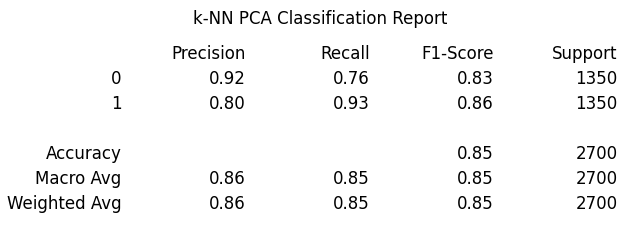 k-NN PCA Classification Report
Precision Recall F1-Score Support
0 0.92 0.76 0.83 1350
1 0.80 0.93 0.86 1350
Accuracy 0.85 2700
Macro Avg 0.86 0.85 0.85 2700
Weighted Avg 0.86 0.85 0.85 2700